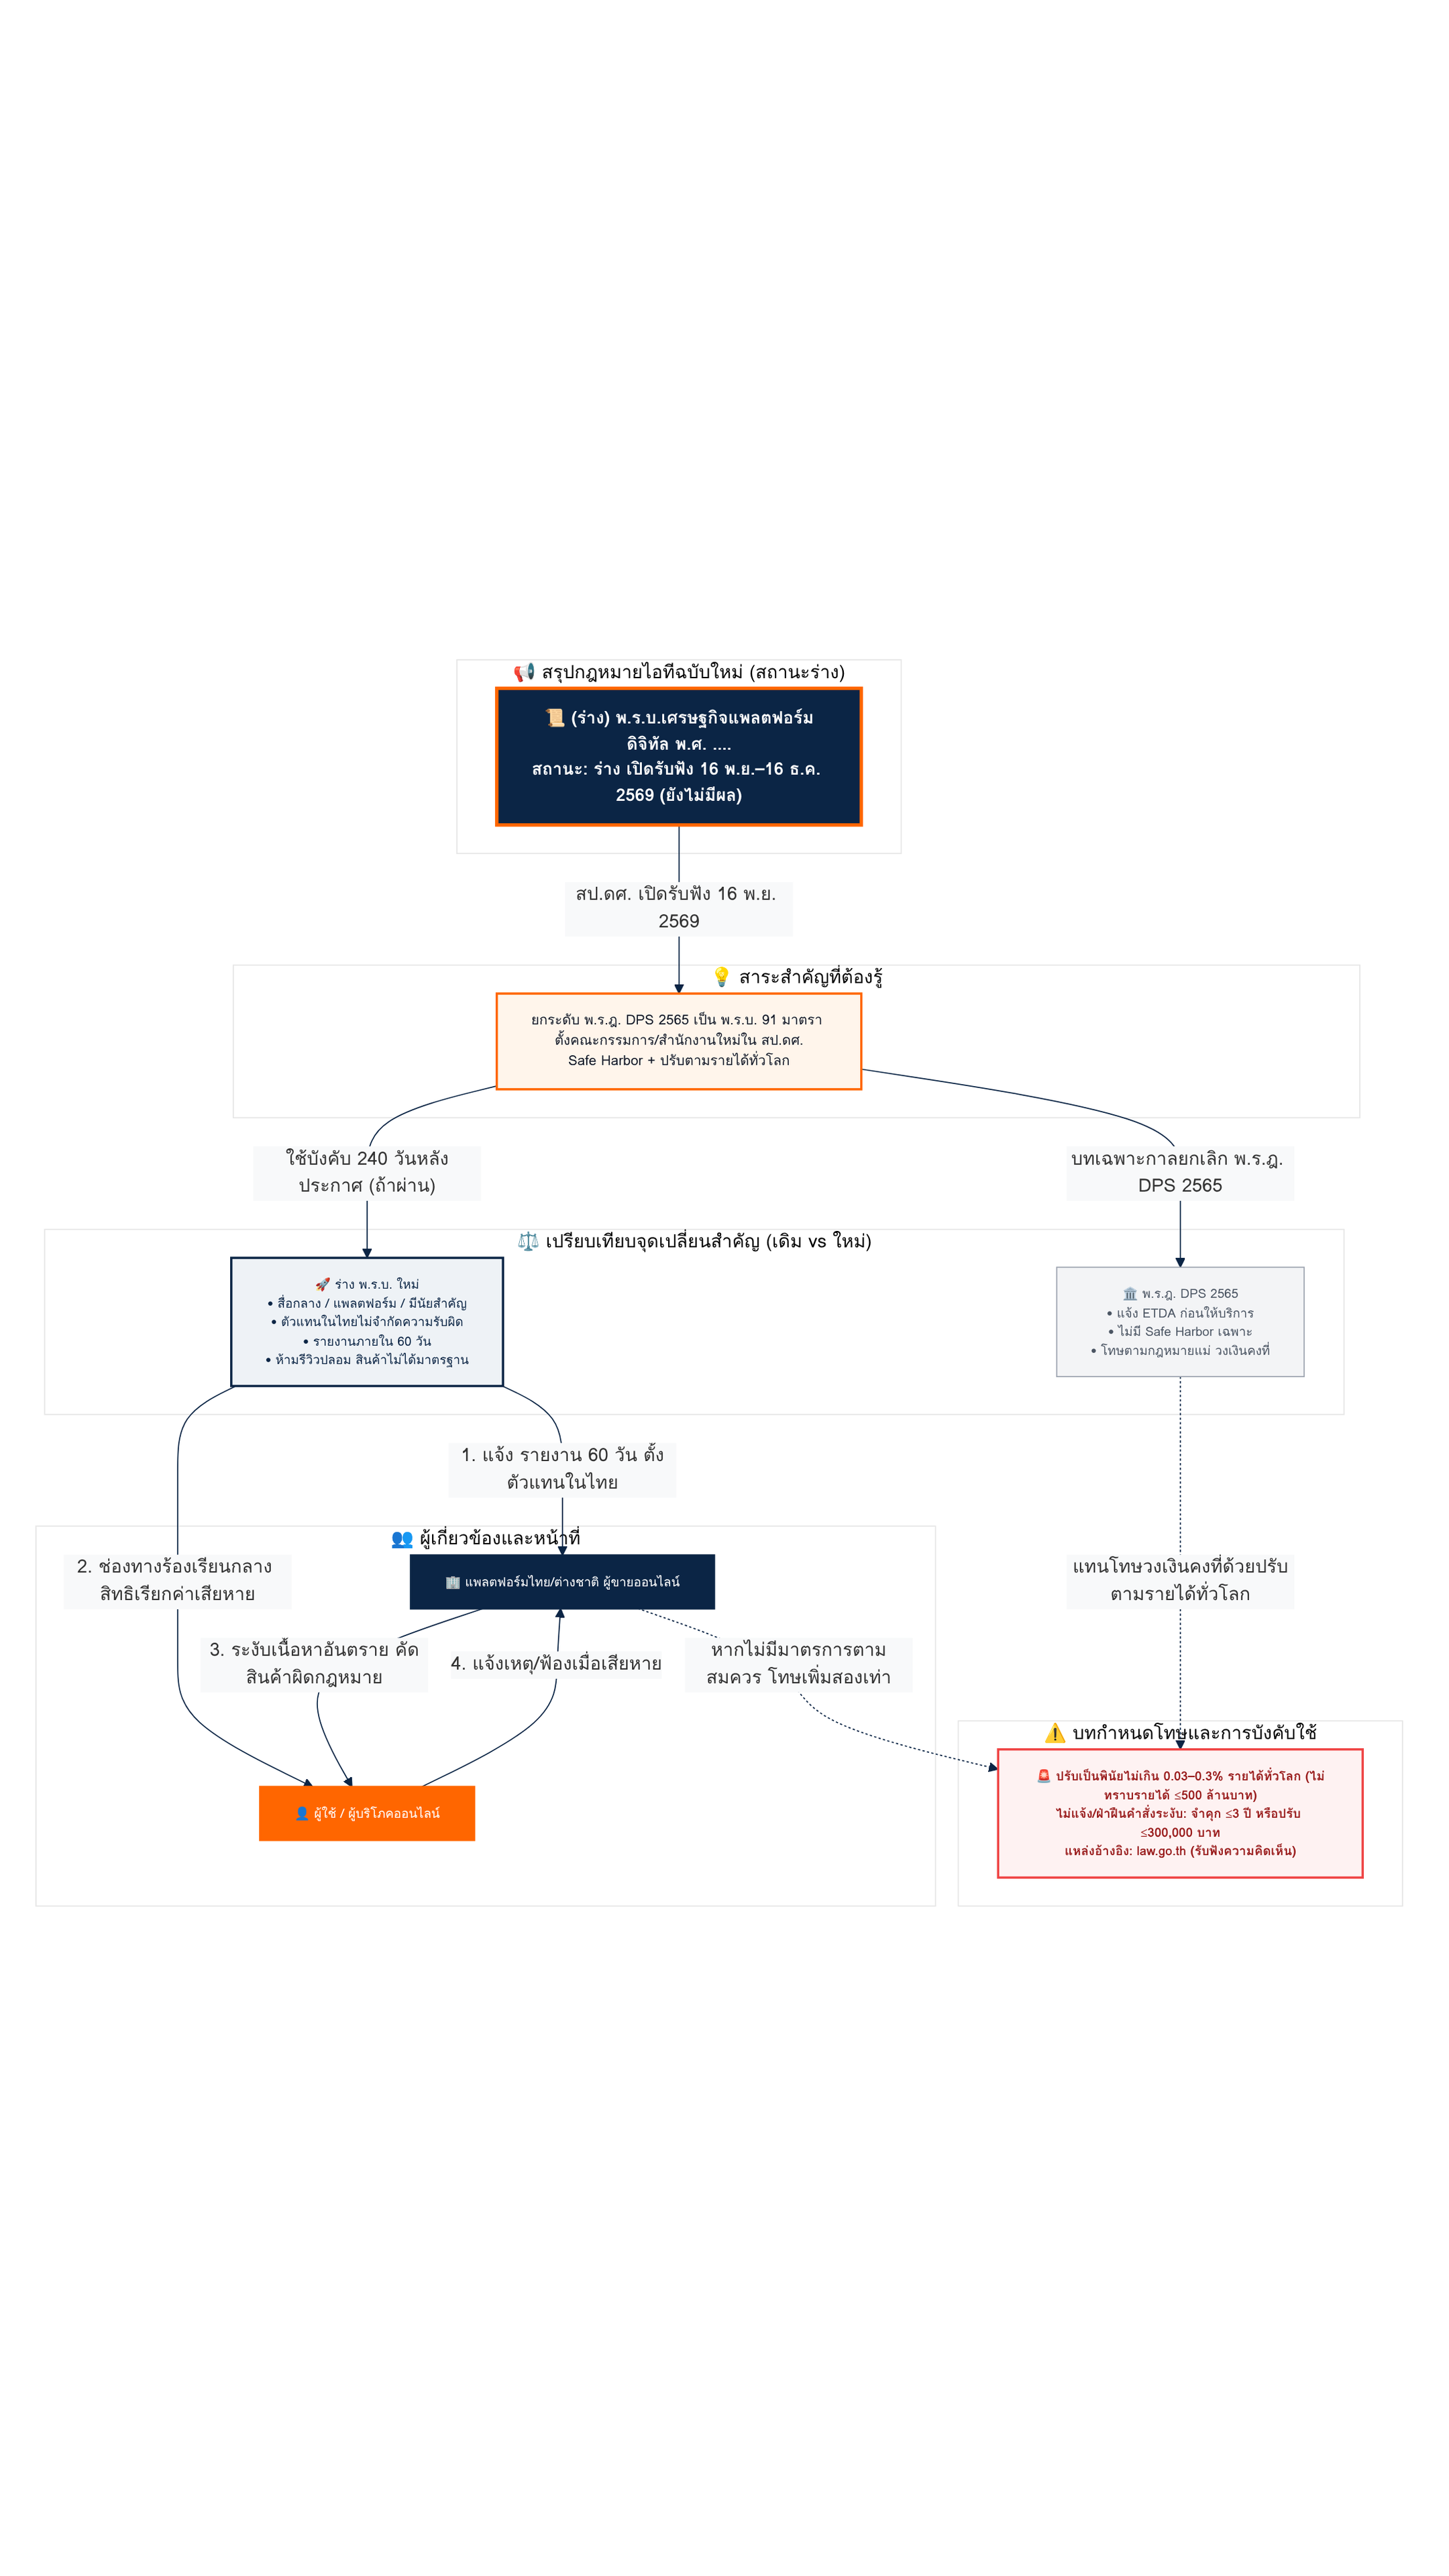 📢 สรุปกฎหมายไอทีฉบับใหม่ (สถานะร่าง)
📜 (ร่าง) พ.ร.บ.เศรษฐกิจแพลตฟอร์ม
ดิจิทัล พ.ศ. ....
สถานะ: ร่าง เปิดรับฟัง 16 พ.ย.–16 ธ.ค.
2569 (ยังไม่มีผล)
สป.ดศ. เปิดรับฟัง 16 พ.ย.
2569
💡 สาระสำคัญที่ต้องรู้
ยกระดับ พ.ร.ฎ. DPS 2565 เป็น พ.ร.บ. 91 มาตรา
ตั้งคณะกรรมการ/สำนักงานใหม่ใน สป.ดศ.
Safe Harbor + ปรับตามรายได้ทั่วโลก
ใช้บังคับ 240 วันหลัง
ประกาศ (ถ้าผ่าน)
บทเฉพาะกาลยกเลิก พ.ร.ฎ.
DPS 2565
⚖️ เปรียบเทียบจุดเปลี่ยนสำคัญ (เดิม vs ใหม่)
🚀 ร่าง พ.ร.บ. ใหม่
• สื่อกลาง / แพลตฟอร์ม / มีนัยสำคัญ
• ตัวแทนในไทยไม่จำกัดความรับผิด
• รายงานภายใน 60 วัน
• ห้ามรีวิวปลอม สินค้าไม่ได้มาตรฐาน
🏛️ พ.ร.ฎ. DPS 2565
• แจ้ง ETDA ก่อนให้บริการ
• ไม่มี Safe Harbor เฉพาะ
• โทษตามกฎหมายแม่ วงเงินคงที่
1. แจ้ง รายงาน 60 วัน ตั้ง
ตัวแทนในไทย
👥 ผู้เกี่ยวข้องและหน้าที่
2. ช่องทางร้องเรียนกลาง
สิทธิเรียกค่าเสียหาย
🏢 แพลตฟอร์มไทย/ต่างชาติ ผู้ขายออนไลน์
แทนโทษวงเงินคงที่ด้วยปรับ
ตามรายได้ทั่วโลก
3. ระงับเนื้อหาอันตราย คัด
สินค้าผิดกฎหมาย
4. แจ้งเหตุ/ฟ้องเมื่อเสียหาย
หากไม่มีมาตรการตาม
สมควร โทษเพิ่มสองเท่า
👤 ผู้ใช้ / ผู้บริโภคออนไลน์
⚠️ บทกำหนดโทษและการบังคับใช้
🚨 ปรับเป็นพินัยไม่เกิน 0.03–0.3% รายได้ทั่วโลก (ไม่
ทราบรายได้ ≤500 ล้านบาท)
ไม่แจ้ง/ฝ่าฝืนคำสั่งระงับ: จำคุก ≤3 ปี หรือปรับ
≤300,000 บาท
แหล่งอ้างอิง: law.go.th (รับฟังความคิดเห็น)